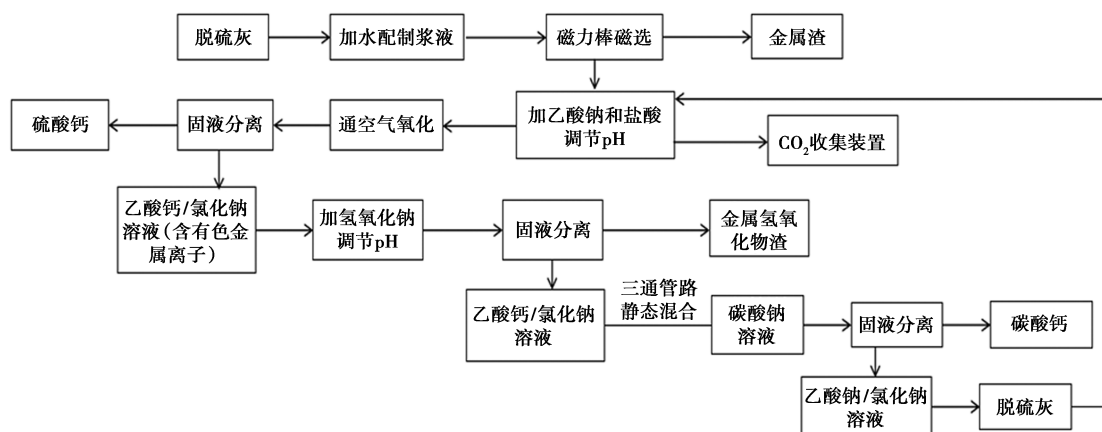 脱硫灰
加水配制浆液
磁力棒磁选
金属渣
硫酸钙
固液分离
通空气氧化
加乙酸钠和盐酸
调节pH
CO₂收集装置
乙酸钙/氯化钠
溶液(含有色金
属离子)
加氢氧化钠
调节pH
固液分离
金属氢氧
化物渣
乙酸钙/氯化钠
溶液
三通管路
静态混合
碳酸钠
溶液
固液分离
碳酸钙
乙酸钠/氯化钠
溶液
脱硫灰